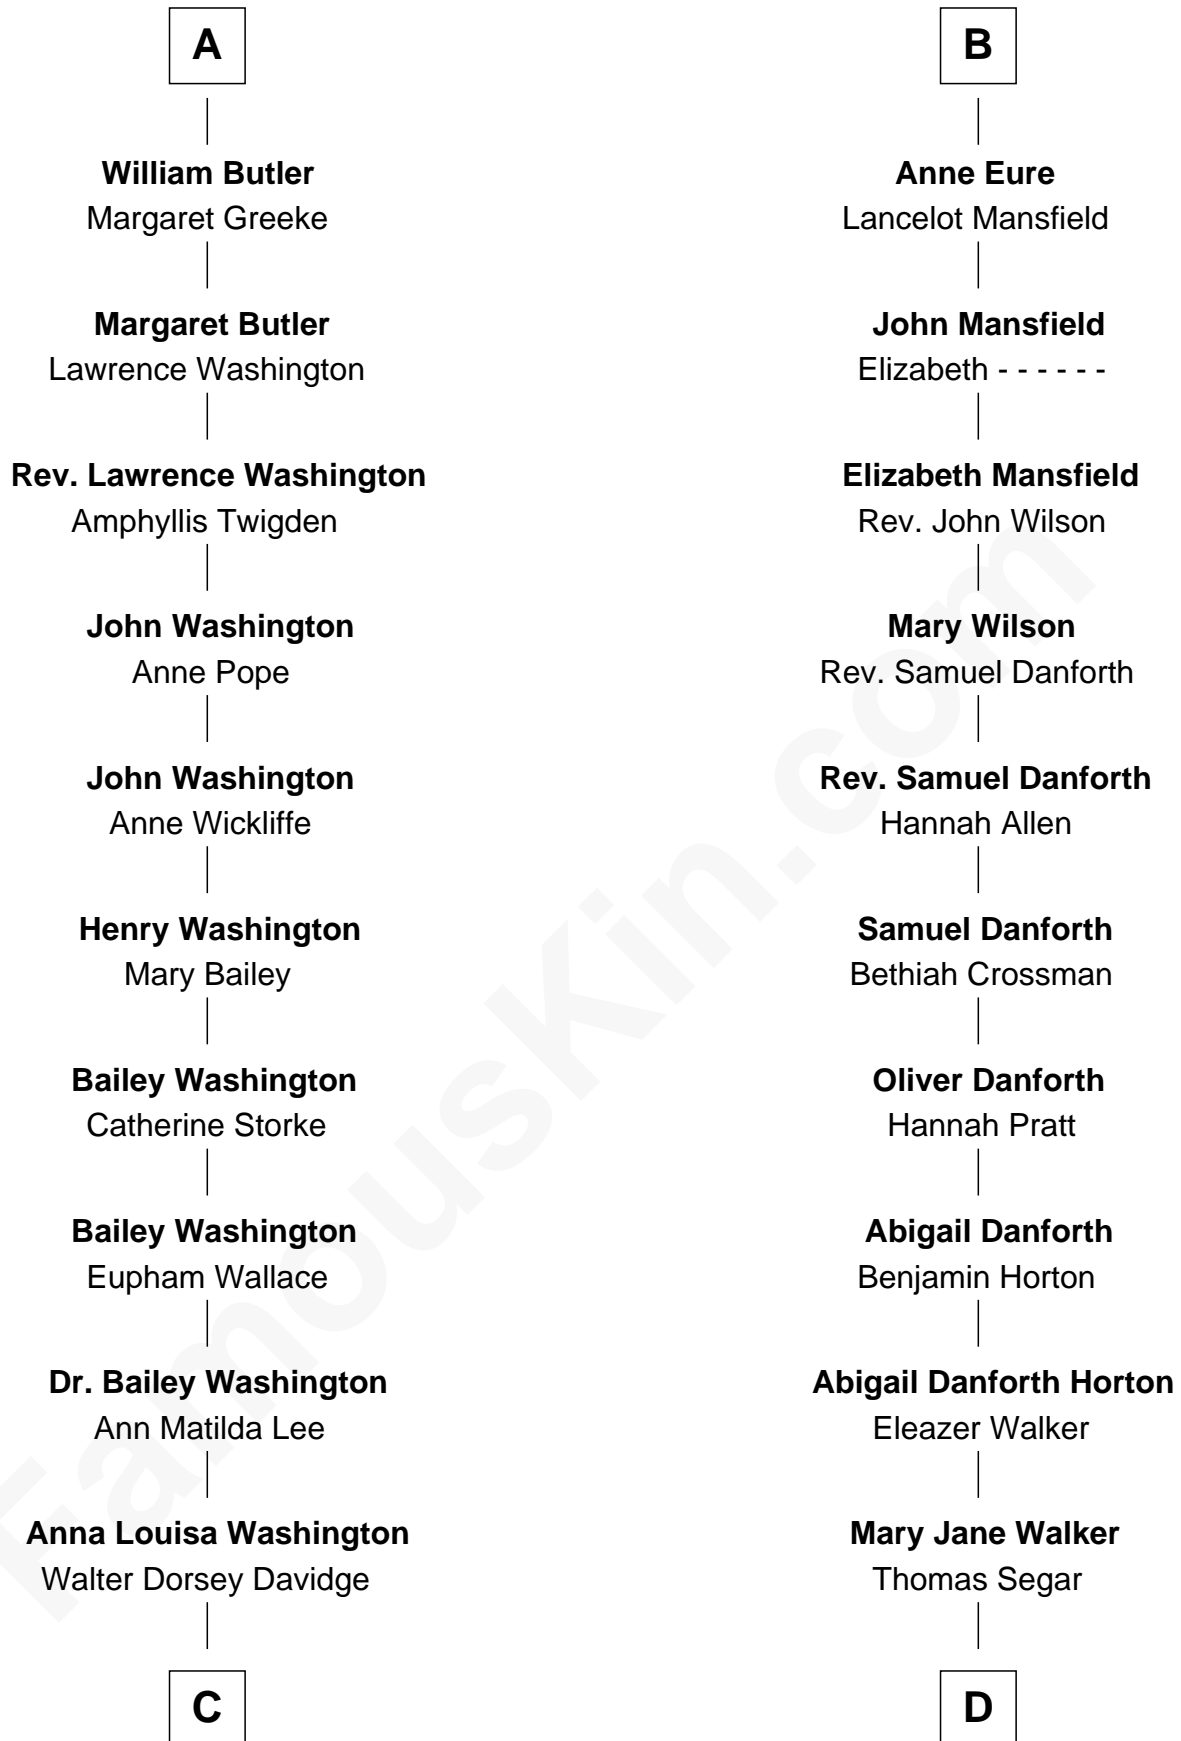 A
William Butler
Margaret Greeke
Margaret Butler
Lawrence Washington
Rev. Lawrence Washington
Amphyllis Twigden
John Washington
Anne Pope
John Washington
Anne Wickliffe
Henry Washington
Mary Bailey
Bailey Washington
Catherine Storke
Bailey Washington
Eupham Wallace
Dr. Bailey Washington
Ann Matilda Lee
Anna Louisa Washington
Walter Dorsey Davidge
C
B
Anne Eure
Lancelot Mansfield
John Mansfield
Elizabeth - - - - - -
Elizabeth Mansfield
Rev. John Wilson
Mary Wilson
Rev. Samuel Danforth
Rev. Samuel Danforth
Hannah Allen
Samuel Danforth
Bethiah Crossman
Oliver Danforth
Hannah Pratt
Abigail Danforth
Benjamin Horton
Abigail Danforth Horton
Eleazer Walker
Mary Jane Walker
Thomas Segar
D
FamousKin.com